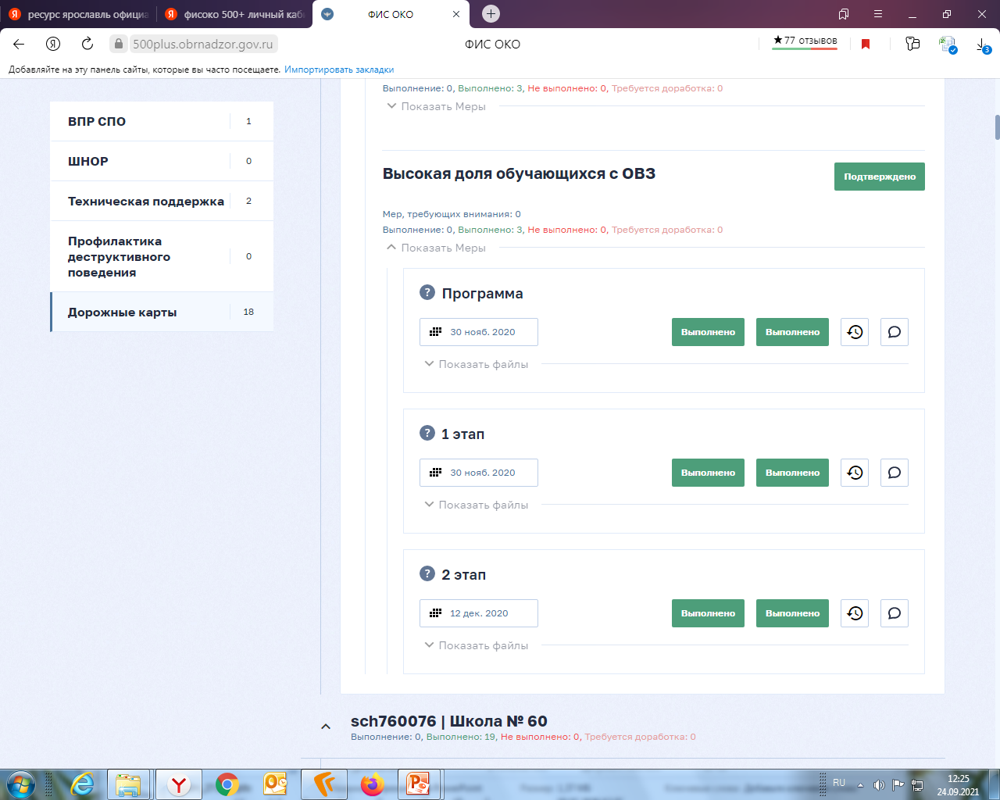 ресурс ярославль официа
фисоко 500+ личный каб
ФИС ОКО
500plus.obrnadzor.gov.ru
ФИС ОКО
★77 отзывов
3
Добавляйте на эту панель сайты, которые вы часто посещаете. Импортировать закладки
ВПР СПО 1
ШНОР 0
Техническая поддержка 2
Профилактика
деструктивного
поведения
0
Дорожные карты 18
Выполнение: 0, Выполнено: 3, Не выполнено: 0, Требуется доработка: 0
Показать Меры
Высокая доля обучающихся с ОВЗ
Подтверждено
Мер, требующих внимания: 0
Выполнение: 0, Выполнено: 3, Не выполнено: 0, Требуется доработка: 0
Показать Меры
? Программа
30 нояб. 2020 Выполнено Выполнено
Показать файлы
? 1 этап
30 нояб. 2020 Выполнено Выполнено
Показать файлы
? 2 этап
12 дек. 2020 Выполнено Выполнено
Показать файлы
sch760076 | Школа № 60
Выполнение: 0, Выполнено: 19, Не выполнено: 0, Требуется доработка: 0
RU
12:25
24.09.2021